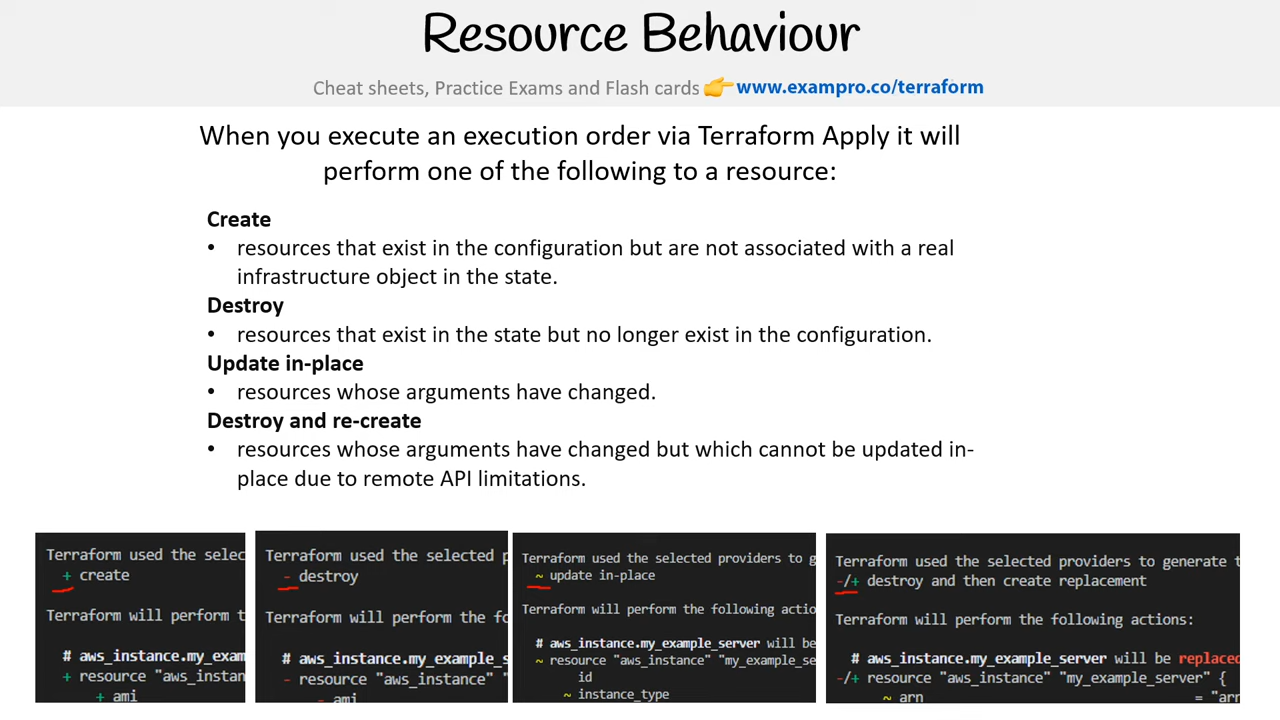 Resource Behaviour
Cheat sheets, Practice Exams and Flash cards 👉 www.exampro.co/terraform
When you execute an execution order via Terraform Apply it will
perform one of the following to a resource:
Create
• resources that exist in the configuration but are not associated with a real
infrastructure object in the state.
Destroy
• resources that exist in the state but no longer exist in the configuration.
Update in-place
• resources whose arguments have changed.
Destroy and re-create
• resources whose arguments have changed but which cannot be updated in-
place due to remote API limitations.
Terraform used the selec
+ create
Terraform will perform t
# aws_instance.my_exam
+ resource "aws_instan
+ ami
Terraform used the selected p
- destroy
Terraform will perform the fo
# aws_instance.my_example_s
- resource "aws_instance" "
- ami
Terraform used the selected providers to g
~ update in-place
Terraform will perform the following actio
# aws_instance.my_example_server will be
~ resource "aws_instance" "my_example_se
id
~ instance_type
Terraform used the selected providers to generate t
-/+ destroy and then create replacement
Terraform will perform the following actions:
# aws_instance.my_example_server will be replaced
-/+ resource "aws_instance" "my_example_server" {
~ arn = "arn